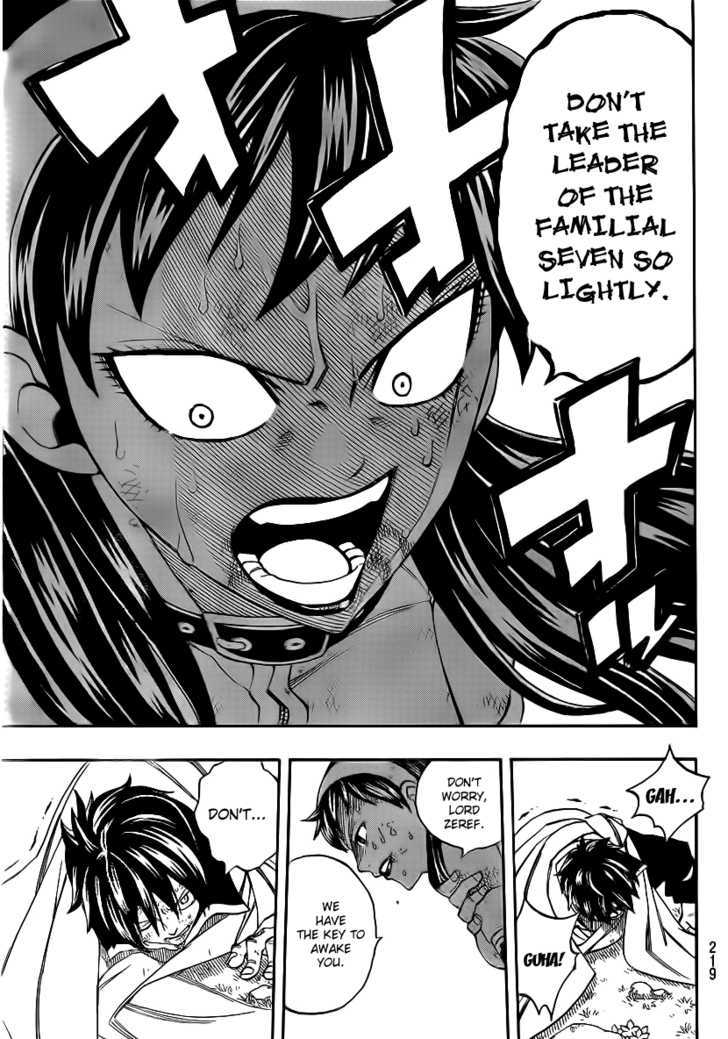 DON'T
TAKE THE
LEADER
OF THE
FAMILIAL
SEVEN SO
LIGHTLY.
GAH...
GUHA!
DON'T
WORRY,
LORD
ZEREF.
WE
HAVE
THE KEY TO
AWAKE
YOU.
DON'T...
219